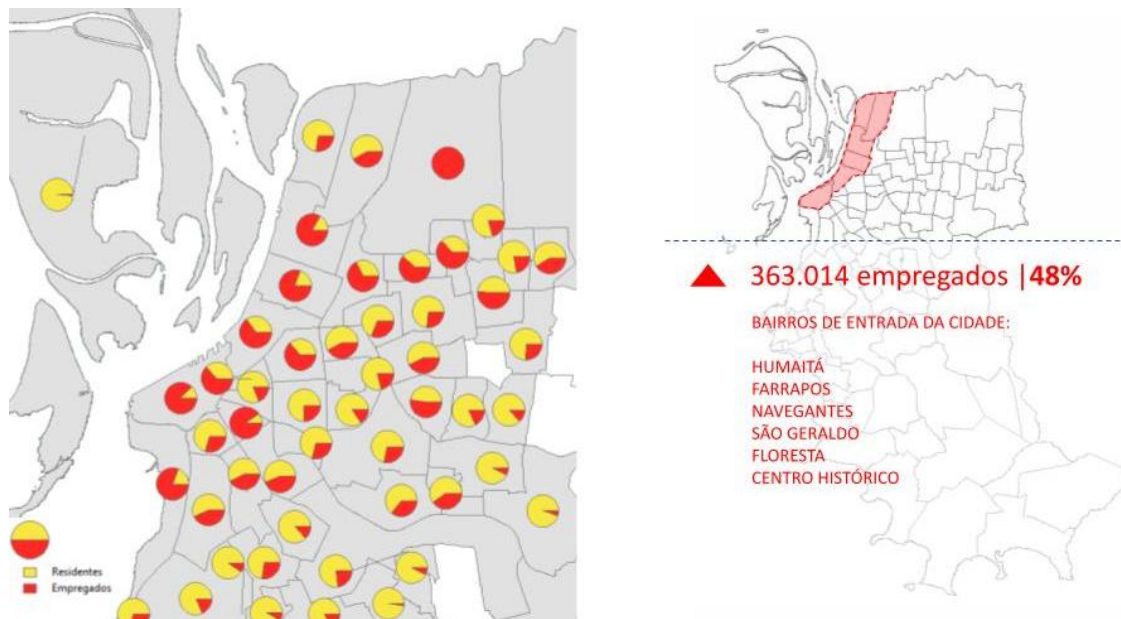 Residentes
Empregados
363.014 empregados |48%
BAIRROS DE ENTRADA DA CIDADE:
HUMAITÁ
FARRAPOS
NAVEGANTES
SÃO GERALDO
FLORESTA
CENTRO HISTÓRICO